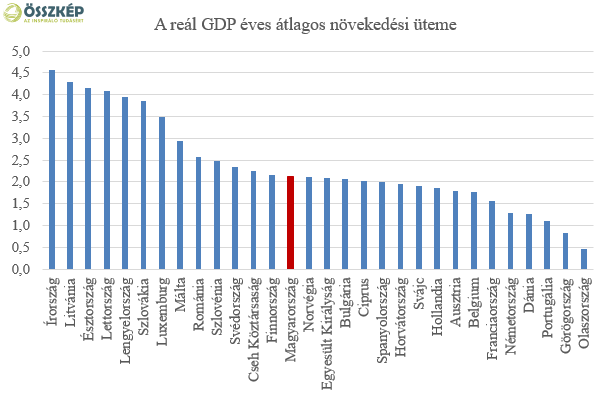 ÖSSZKÉP
AZ INSPIRÁLÓ TUDÁSÉRT
A reál GDP éves átlagos növekedési üteme
5,0
4,5
4,0
3,5
3,0
2,5
2,0
1,5
1,0
0,5
0,0
Írország
Litvánia
Észtország
Lettország
Lengyelország
Szlovákia
Luxemburg
Málta
Románia
Szlovénia
Svédország
Cseh Köztársaság
Finnország
Magyarország
Norvégia
Egyesült Királyság
Bulgária
Ciprus
Spanyolország
Horvátország
Svájc
Hollandia
Ausztria
Belgium
Franciaország
Németország
Dánia
Portugália
Görögország
Olaszország